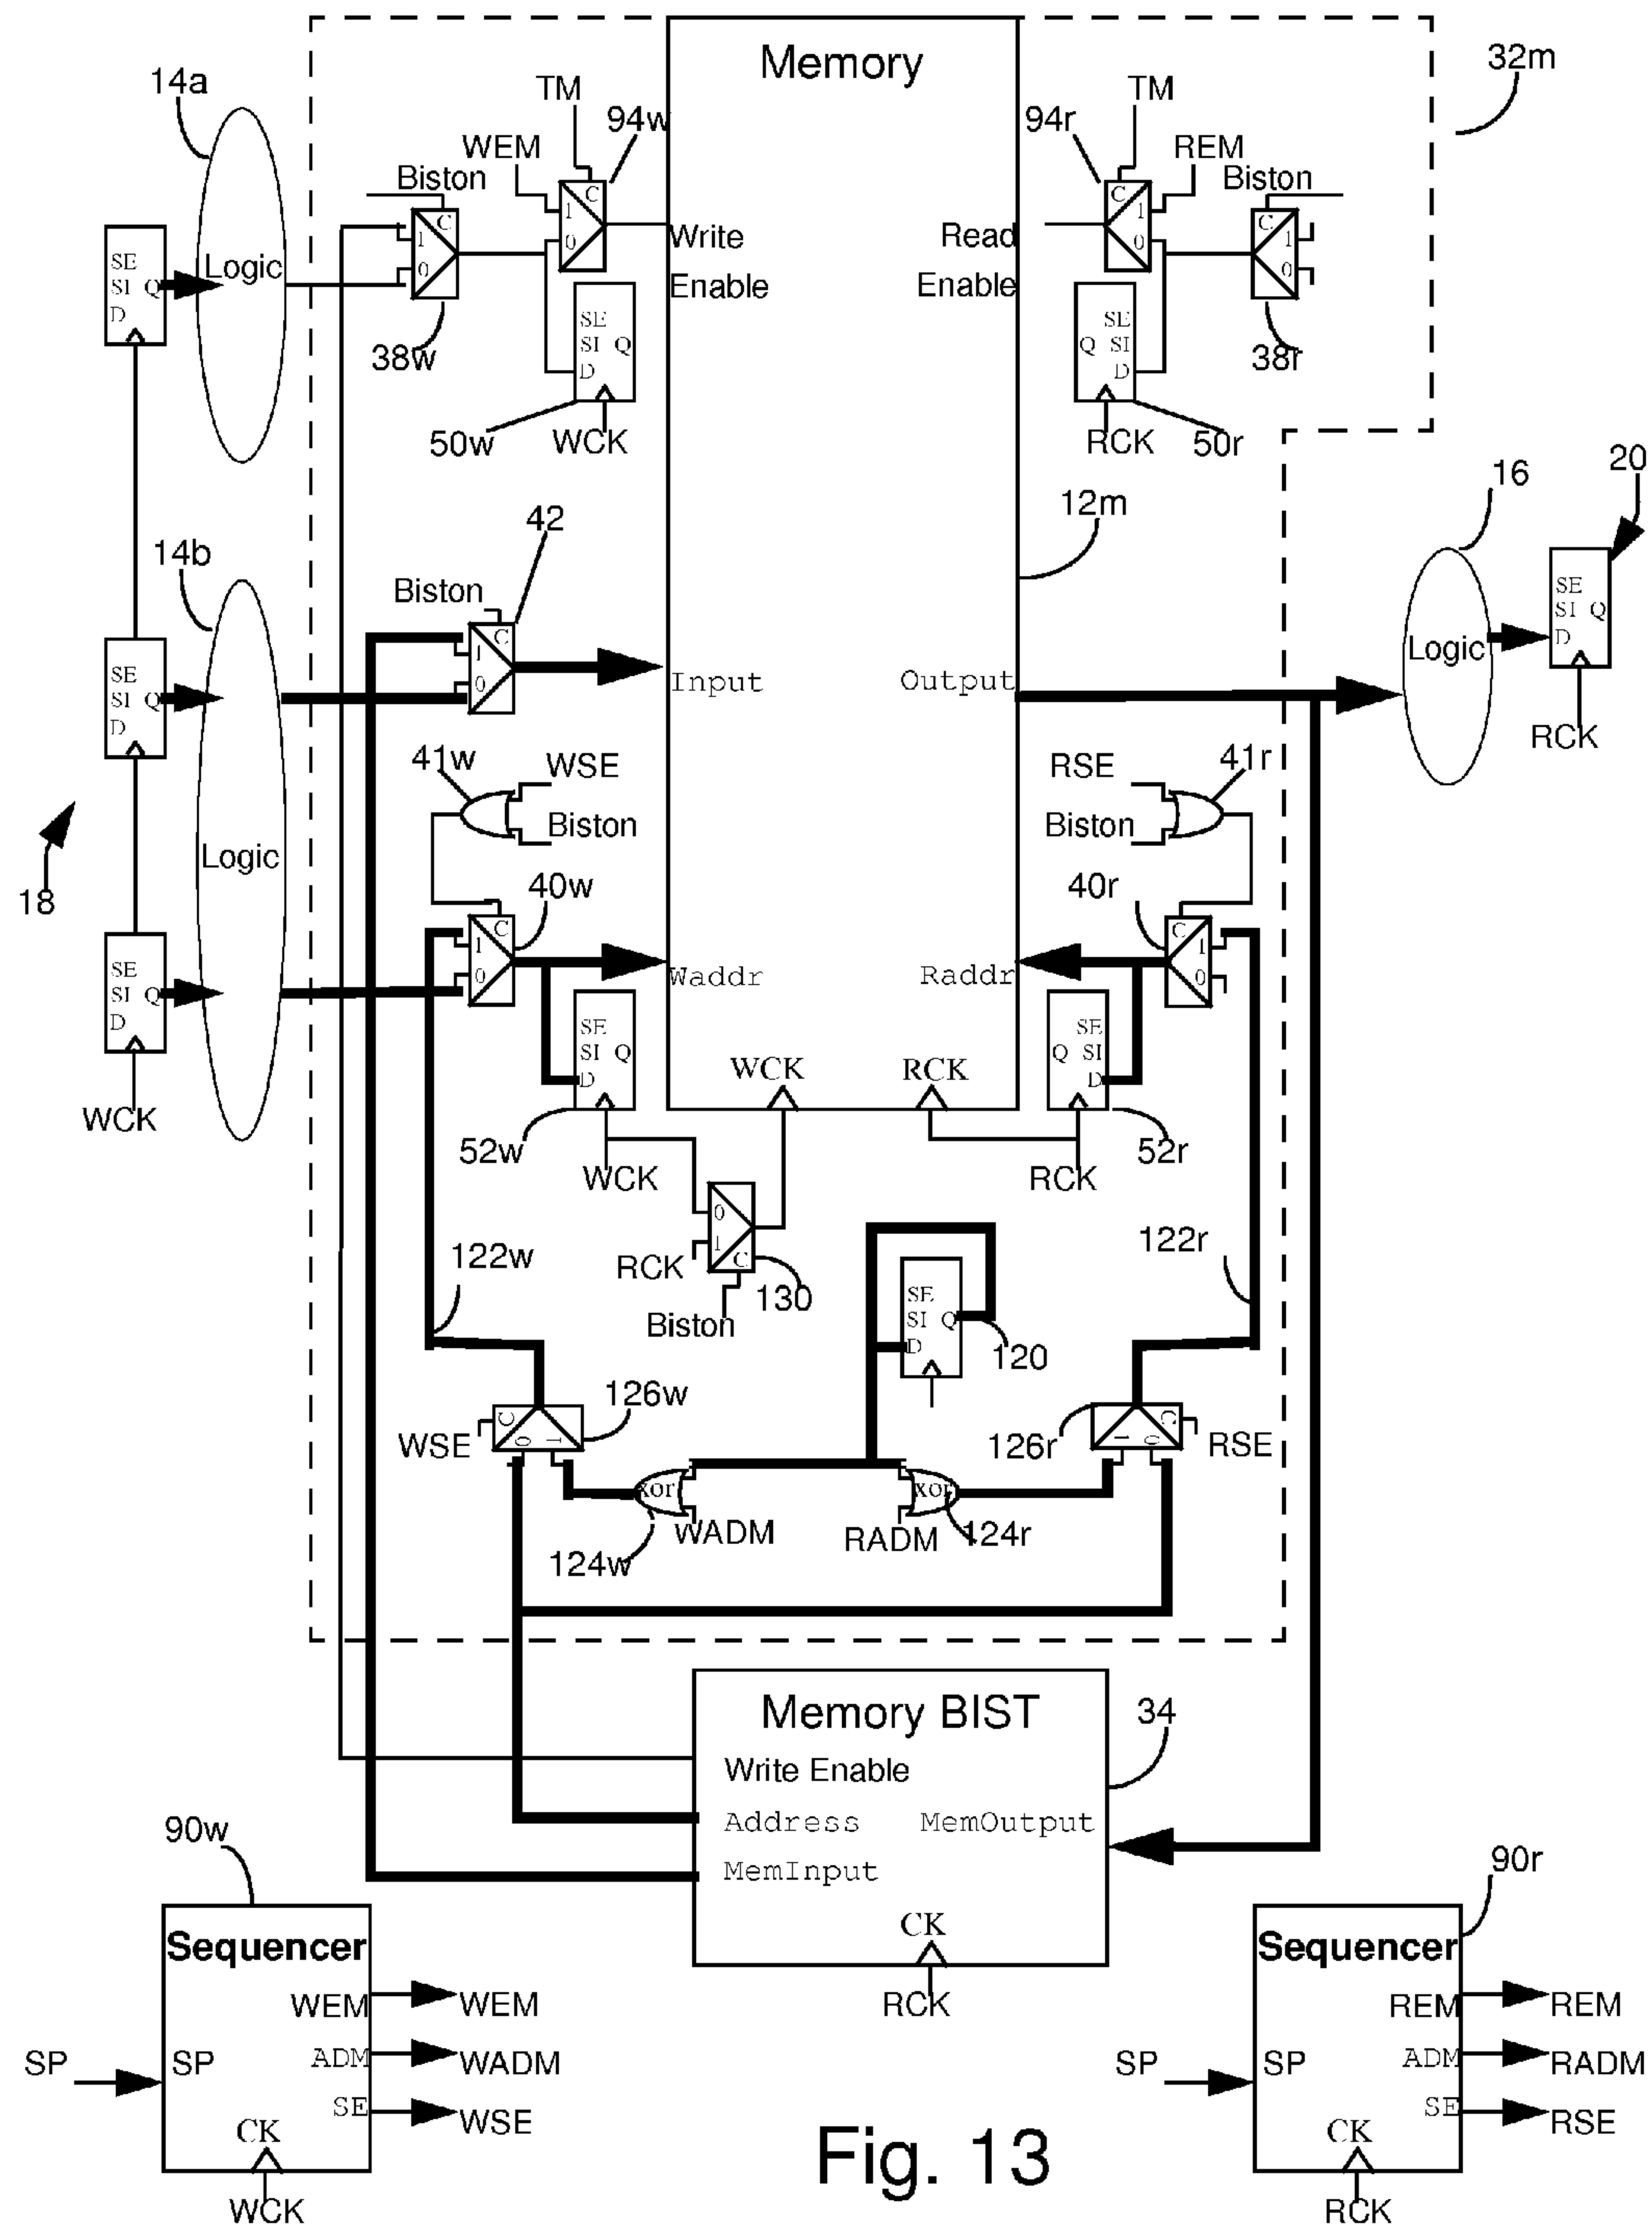 Memory
32m
14a
TM
TM
94w
94r
WEM
REM
Biston
Biston
C
C
C
C
1
1
1
1
0
0
0
0
Write
Enable
Read
Enable
SE
SI Q
D
Logic
38w
38r
SE
SI Q
D
SE
Q SI
D
50w
WCK
RCK
50r
16
20
12m
42
14b
Biston
C
1
0
Input
Output
SE
SI Q
D
Logic
SE
SI Q
D
RCK
41w
WSE
Biston
RSE
Biston
41r
18
Logic
40w
40r
C
1
0
C
1
0
Waddr
Raddr
SE
SI Q
D
SE
SI Q
D
SE
Q SI
D
WCK
RCK
WCK
52w
WCK
RCK
52r
0
1
C
RCK
130
Biston
122w
122r
SE
SI Q
D
120
126w
126r
WSE
C
0
1
1
0
C
RSE
xor
xor
WADM
RADM
124w
124r
Memory BIST
34
Write Enable
Address
MemOutput
MemInput
CK
RCK
90w
90r
Sequencer
WEM
WEM
SP
SP
ADM
WADM
SE
WSE
CK
WCK
Sequencer
REM
REM
SP
SP
ADM
RADM
SE
RSE
CK
RCK
Fig. 13